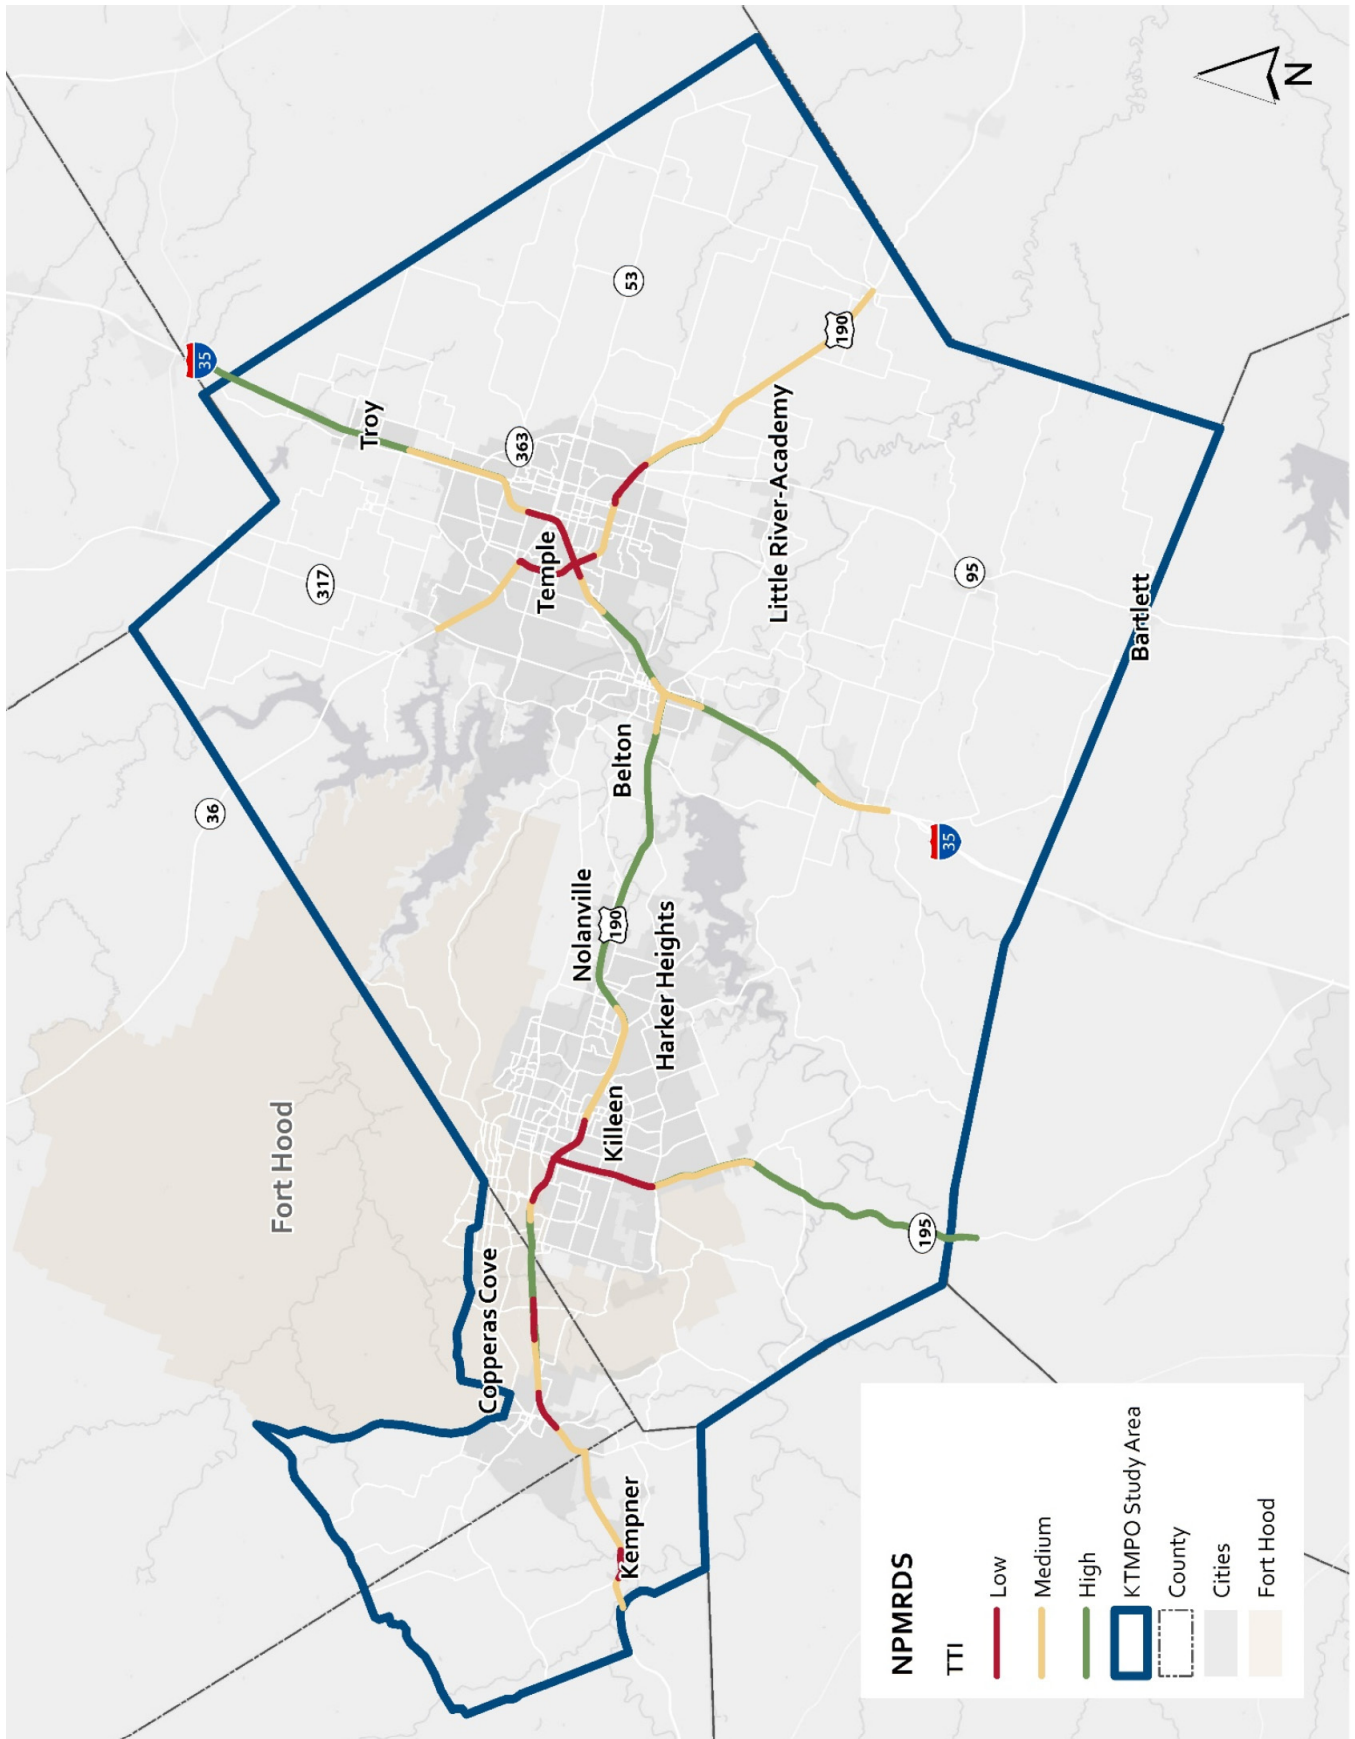 36
35
317
Troy
53
363
Temple
190
Little River-Academy
95
Bartlett
Belton
35
Nolanville
190
Harker Heights
Fort Hood
Killeen
195
Copperas Cove
Kempner
N
NPMRDS
TTI
Low
Medium
High
KTMPO Study Area
County
Cities
Fort Hood